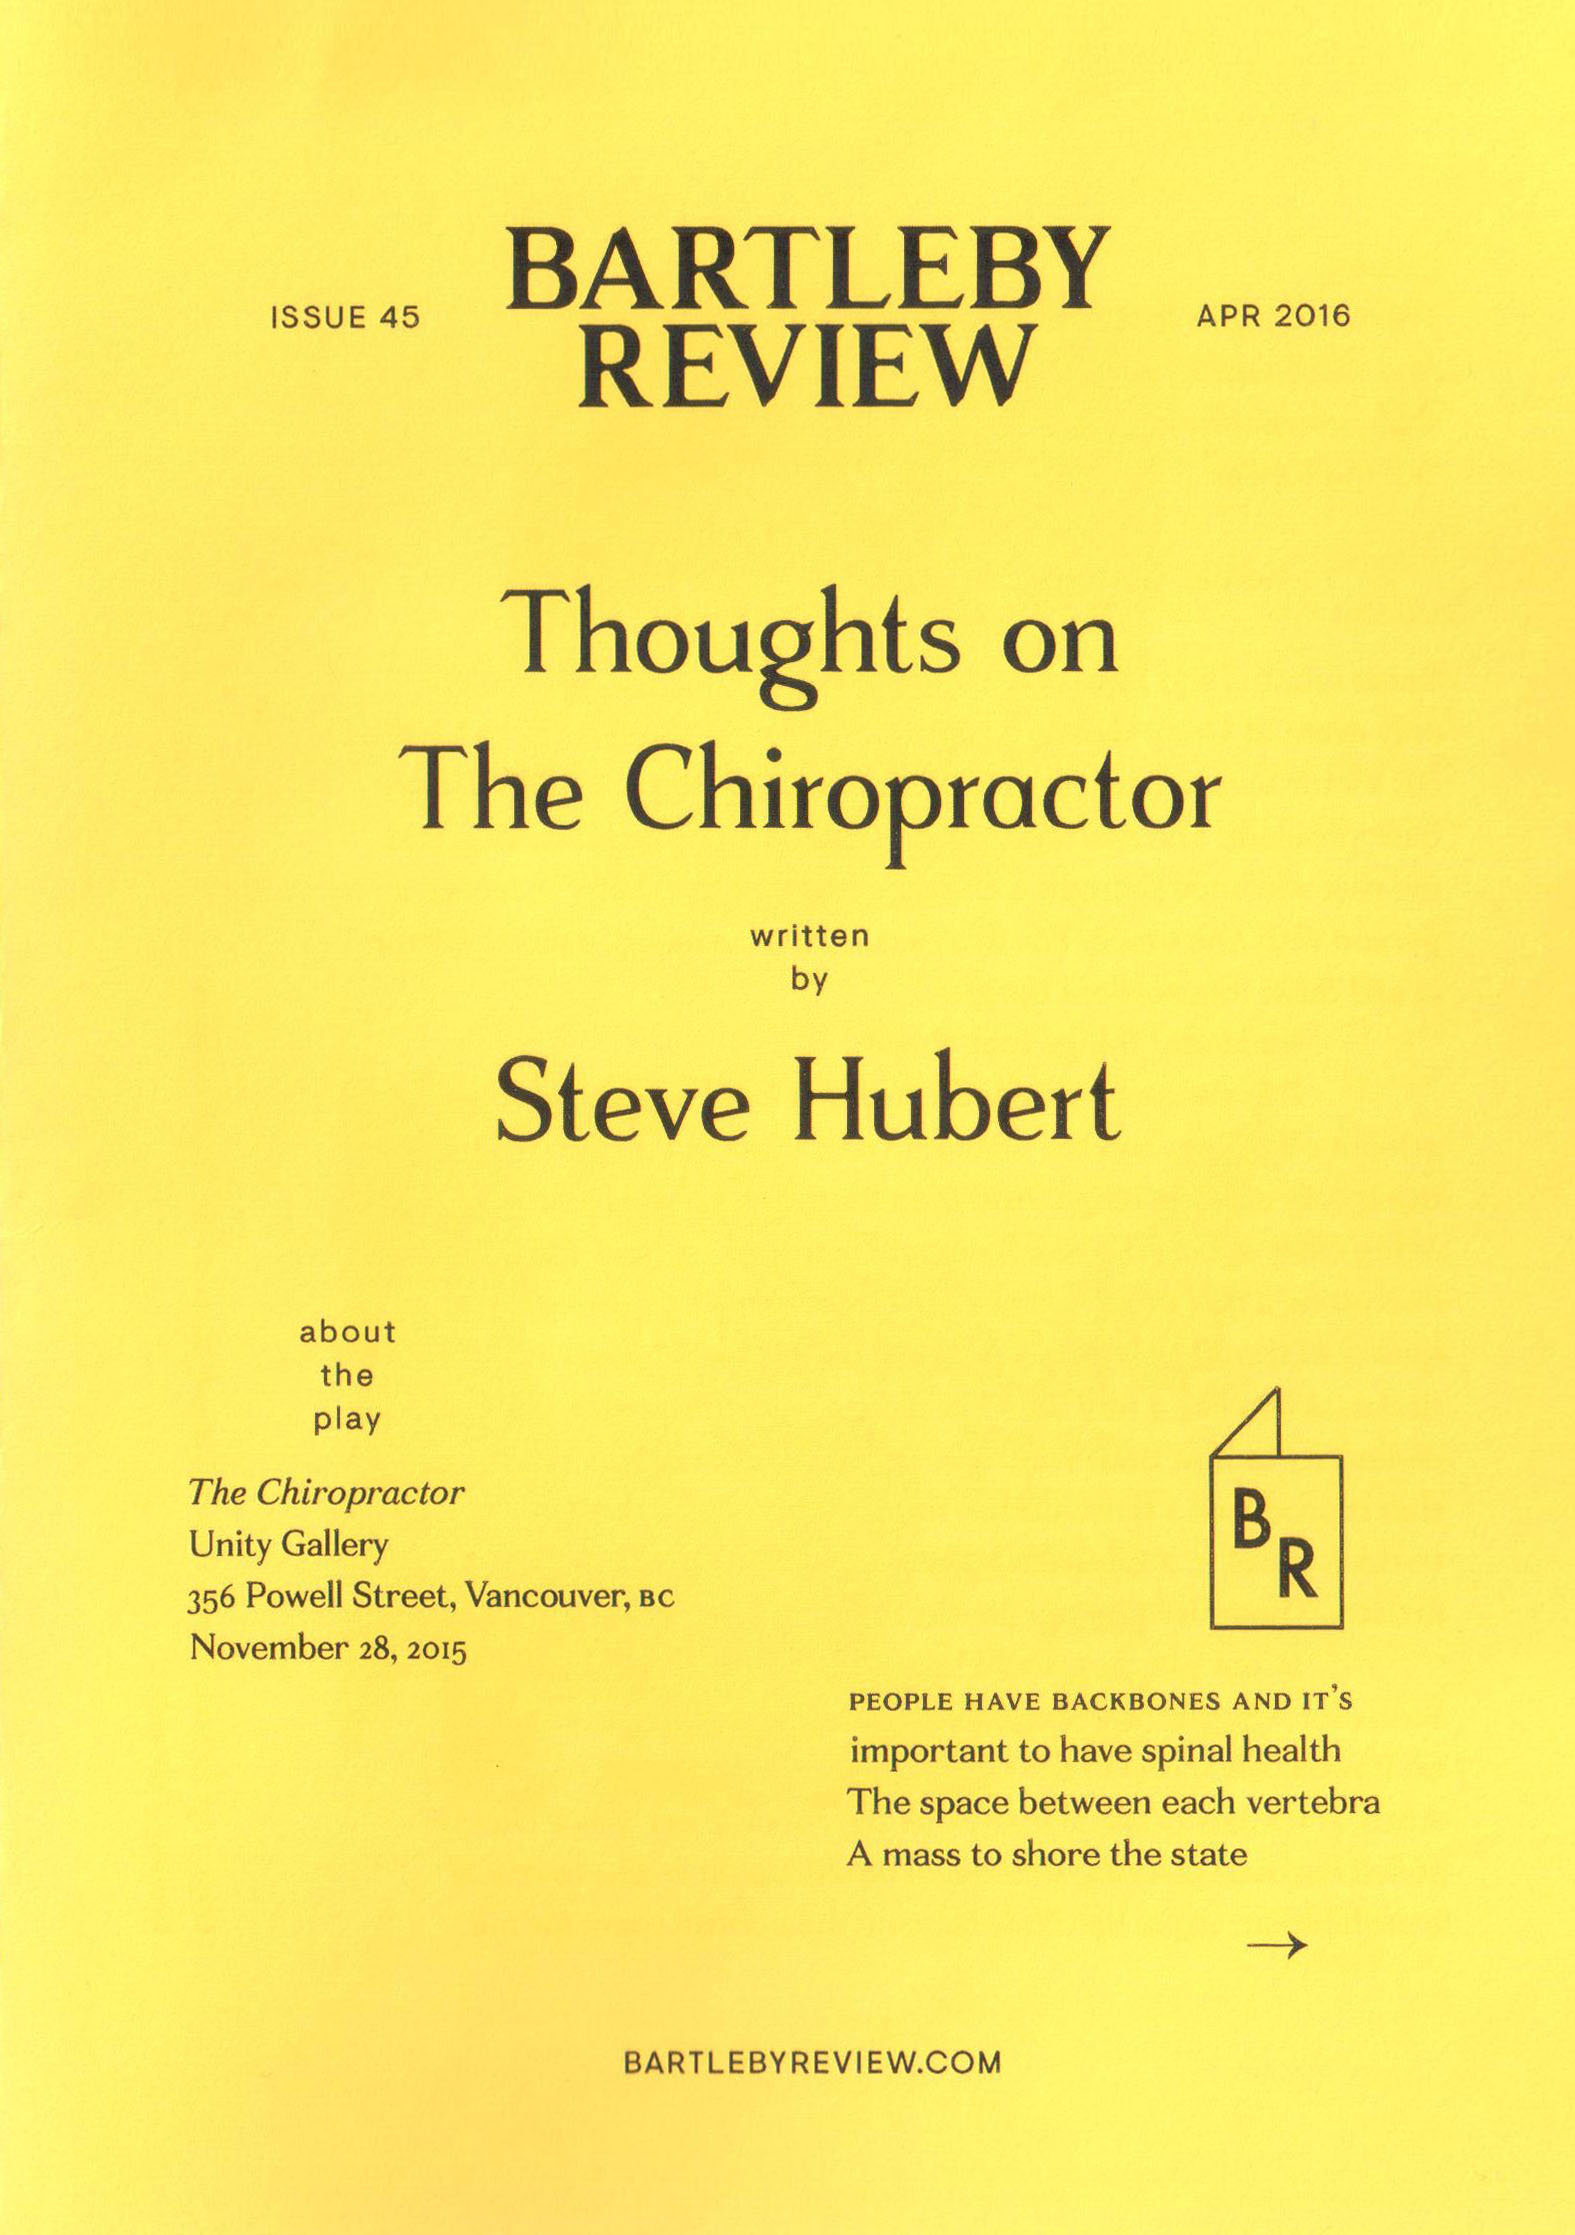 BARTLEBY
REVIEW
ISSUE 45
APR 2016
Thoughts on
The Chiropractor
written
by
Steve Hubert
about
the
play
The Chiropractor
Unity Gallery
356 Powell Street, Vancouver, BC
November 28, 2015
B
R
PEOPLE HAVE BACKBONES AND IT'S
important to have spinal health
The space between each vertebra
A mass to shore the state
→
BARTLEBYREVIEW.COM